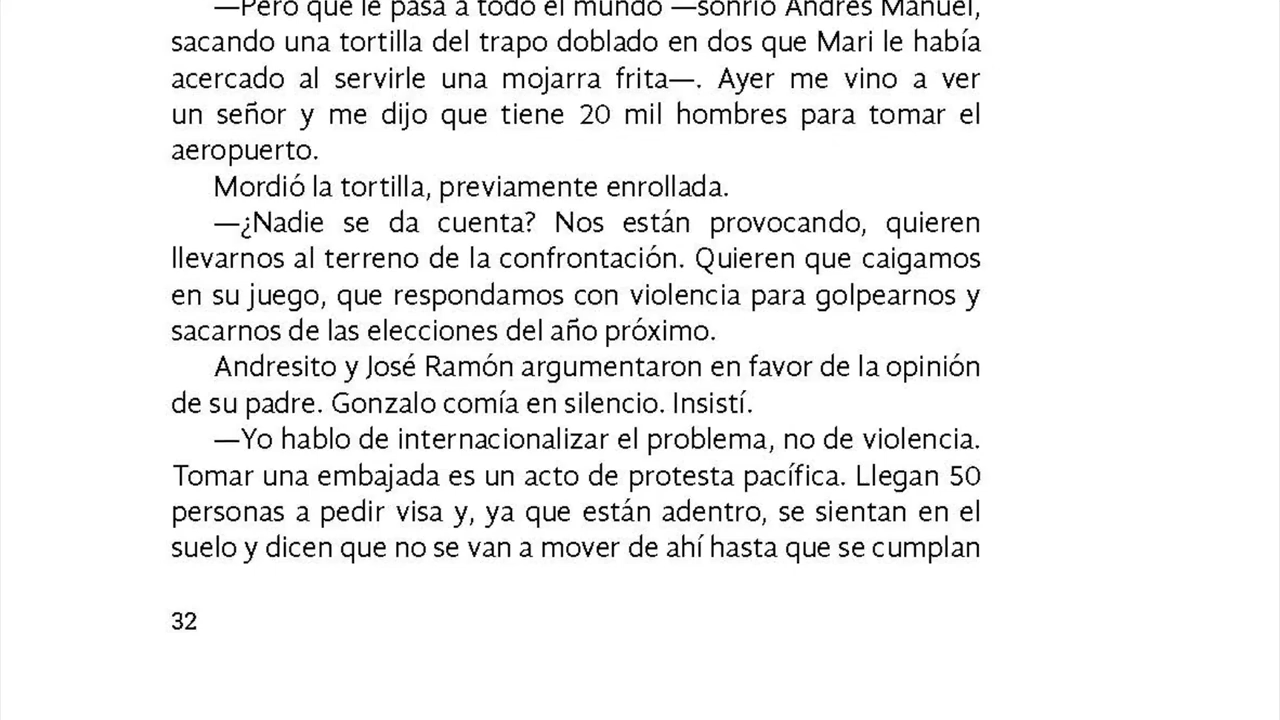 —Pero qué le pasa a todo el mundo —sonrió Andrés Manuel,
sacando una tortilla del trapo doblado en dos que Mari le había
acercado al servirle una mojarra frita—. Ayer me vino a ver
un señor y me dijo que tiene 20 mil hombres para tomar el
aeropuerto.
Mordió la tortilla, previamente enrollada.
—¿Nadie se da cuenta? Nos están provocando, quieren
llevarnos al terreno de la confrontación. Quieren que caigamos
en su juego, que respondamos con violencia para golpearnos y
sacarnos de las elecciones del año próximo.
Andresito y José Ramón argumentaron en favor de la opinión
de su padre. Gonzalo comía en silencio. Insistí.
—Yo hablo de internacionalizar el problema, no de violencia.
Tomar una embajada es un acto de protesta pacífica. Llegan 50
personas a pedir visa y, ya que están adentro, se sientan en el
suelo y dicen que no se van a mover de ahí hasta que se cumplan
32